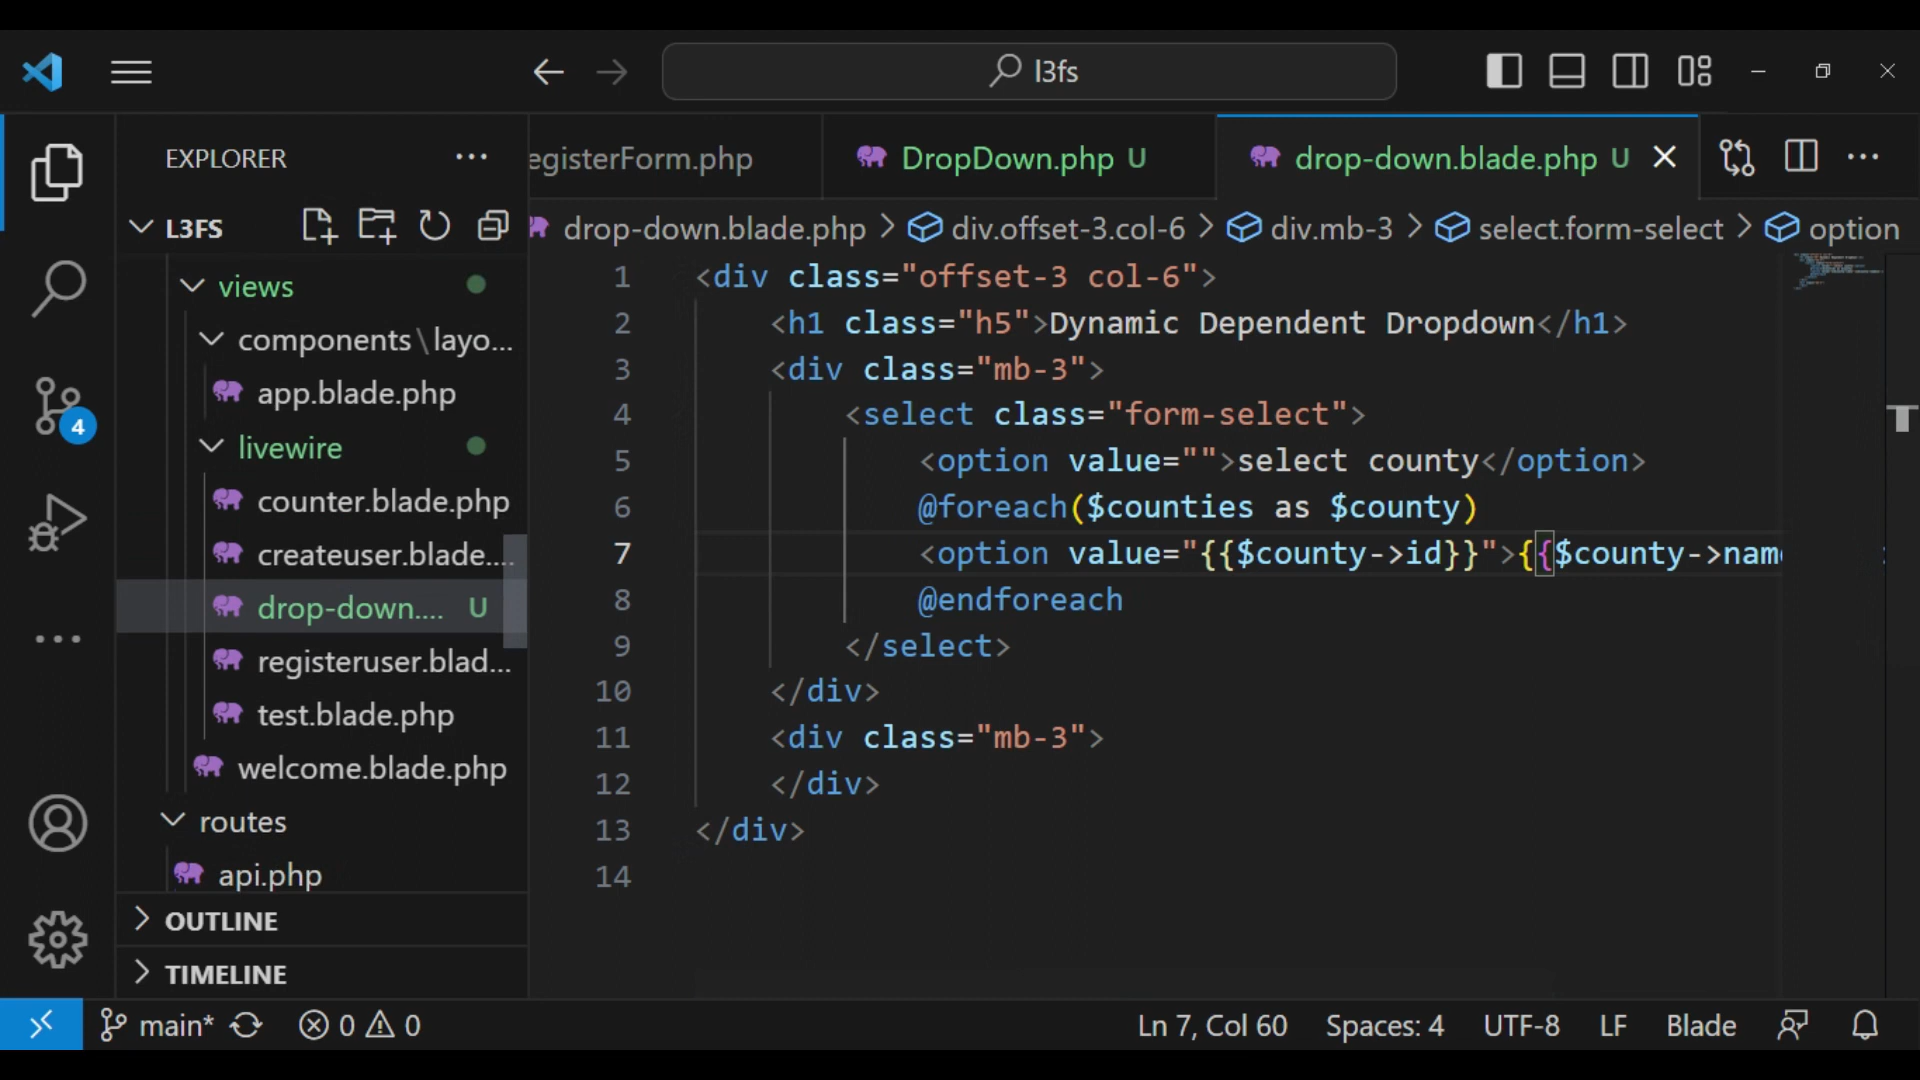 l3fs
EXPLORER
egisterForm.php
DropDown.php U
drop-down.blade.php U
L3FS
drop-down.blade.php > div.offset-3.col-6 > div.mb-3 > select.form-select > option
views
components\layo...
app.blade.php
livewire
counter.blade.php
createuser.blade....
drop-down.... U
registeruser.blad...
test.blade.php
welcome.blade.php
routes
api.php
OUTLINE
TIMELINE
4
1 <div class="offset-3 col-6">
2 <h1 class="h5">Dynamic Dependent Dropdown</h1>
3 <div class="mb-3">
4 <select class="form-select">
5 <option value="">select county</option>
6 @foreach($counties as $county)
7 <option value="{{$county->id}}">{{$county->name
8 @endforeach
9 </select>
10 </div>
11 <div class="mb-3">
12 </div>
13 </div>
14
main* 0 0
Ln 7, Col 60 Spaces: 4 UTF-8 LF Blade